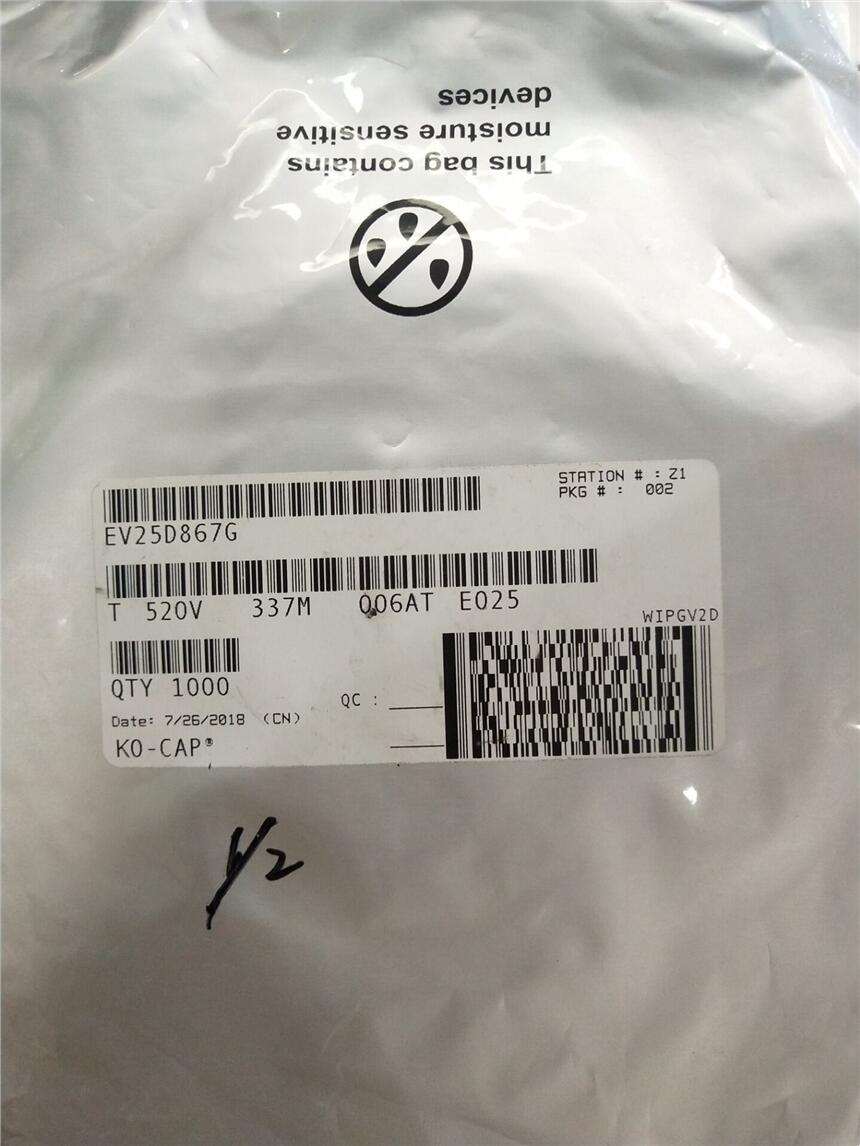 This bag contains
moisture sensitive
devices
STATION # : Z1
PKG # : 002
EV25D867G
T 520V 337M 006AT E025
WIPGV2D
QTY 1000
QC :
Date: 7/26/2018 (CN)
KO-CAP®
1/2